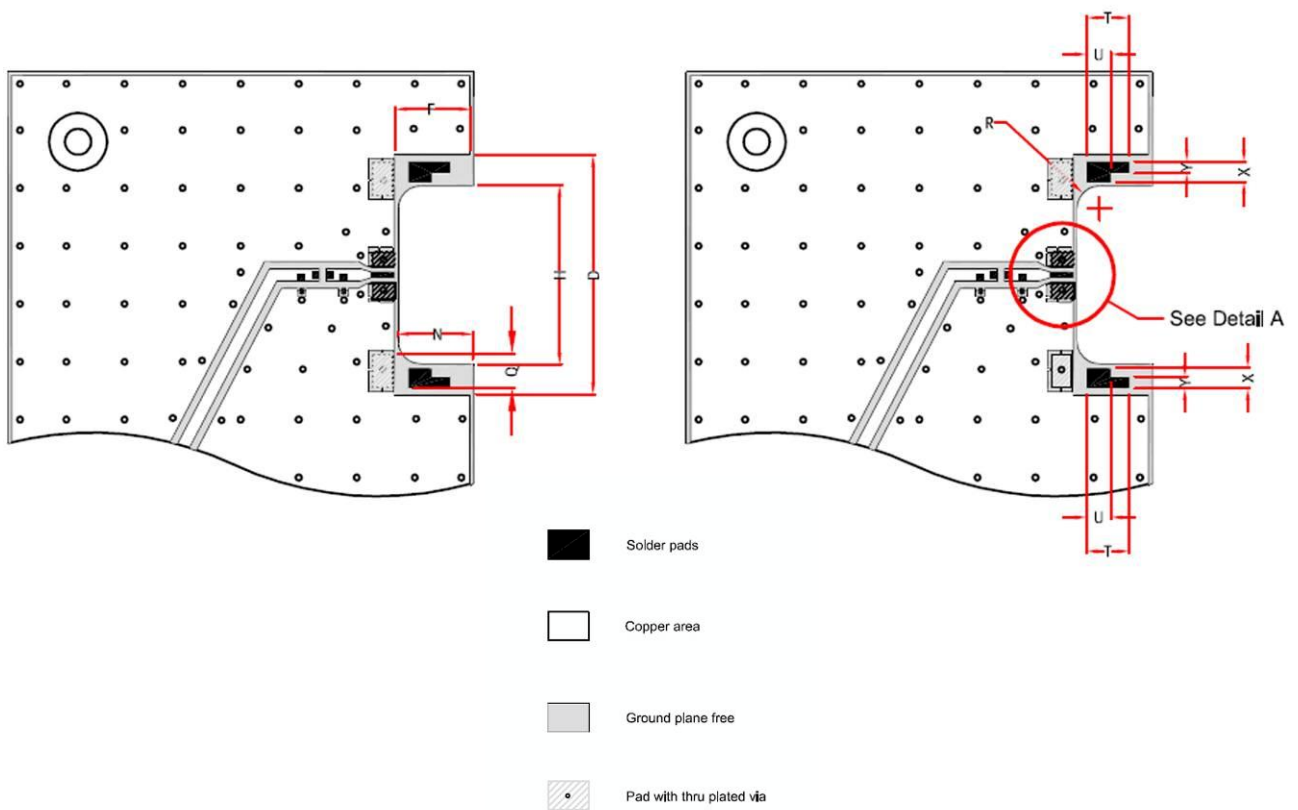 T
U
F
R
Y
X
H
D
See Detail A
N
Q
Y
X
U
T
Solder pads
Copper area
Ground plane free
Pad with thru plated via